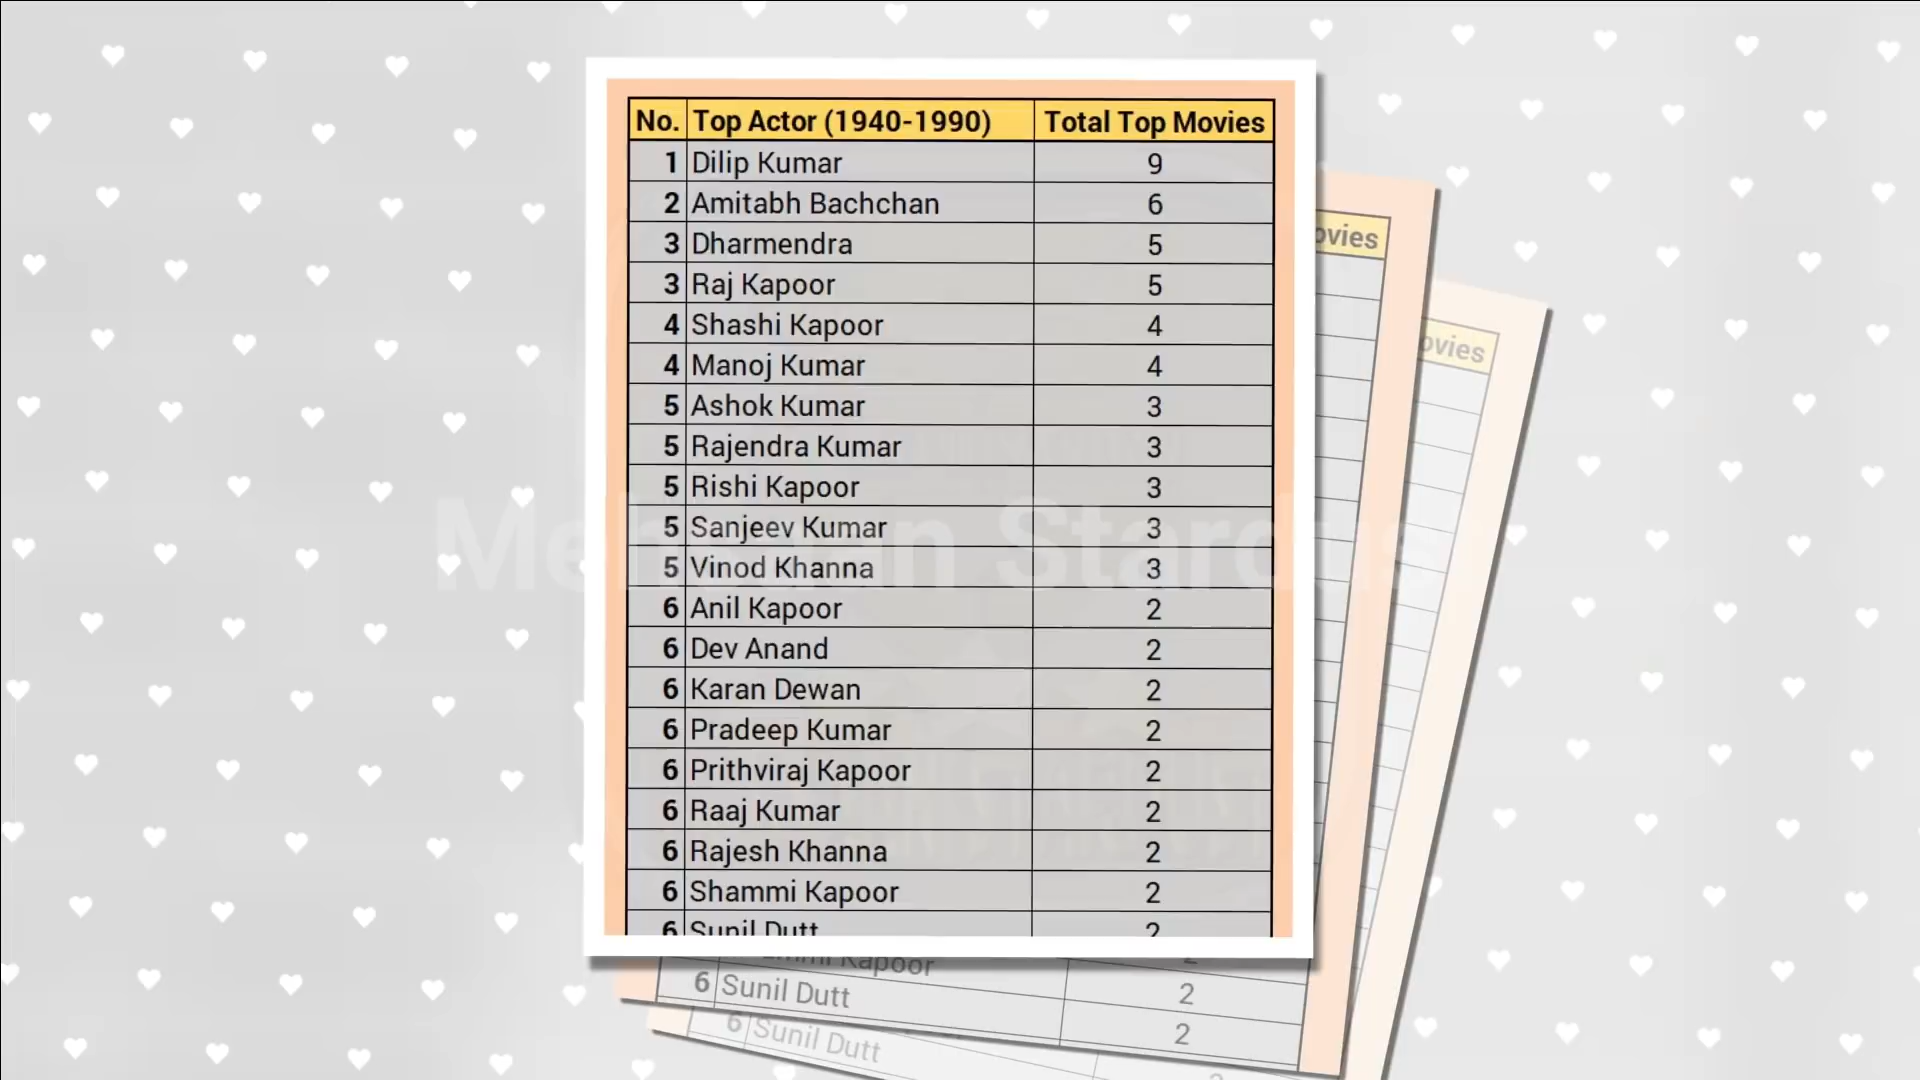 No. Top Actor (1940-1990) Total Top Movies
1 Dilip Kumar 9
2 Amitabh Bachchan 6
3 Dharmendra 5
3 Raj Kapoor 5
4 Shashi Kapoor 4
4 Manoj Kumar 4
5 Ashok Kumar 3
5 Rajendra Kumar 3
5 Rishi Kapoor 3
5 Sanjeev Kumar 3
5 Vinod Khanna 3
6 Anil Kapoor 2
6 Dev Anand 2
6 Karan Dewan 2
6 Pradeep Kumar 2
6 Prithviraj Kapoor 2
6 Raaj Kumar 2
6 Rajesh Khanna 2
6 Shammi Kapoor 2
6 Sunil Dutt 2
ovies
ovies
Kapoor
6 Sunil Dutt 2
2
6 Sunil Dutt